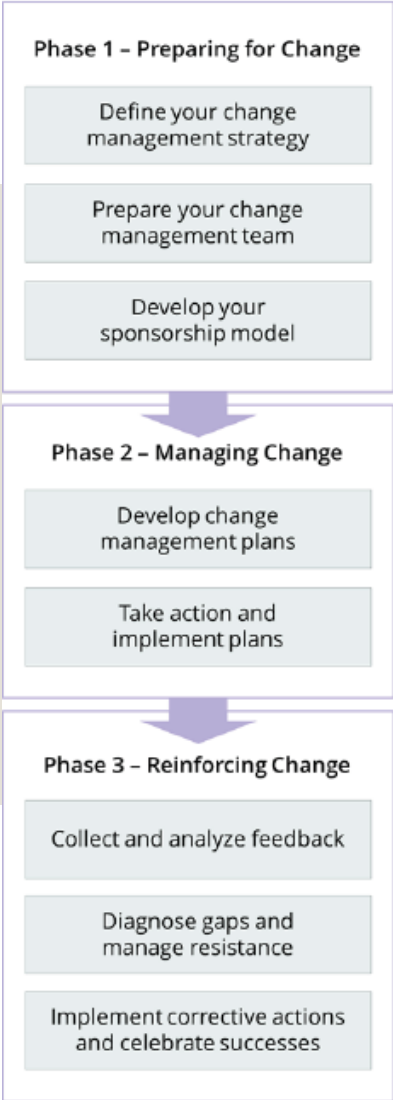 Phase 1 – Preparing for Change
Define your change
management strategy
Prepare your change
management team
Develop your
sponsorship model
Phase 2 – Managing Change
Develop change
management plans
Take action and
implement plans
Phase 3 – Reinforcing Change
Collect and analyze feedback
Diagnose gaps and
manage resistance
Implement corrective actions
and celebrate successes